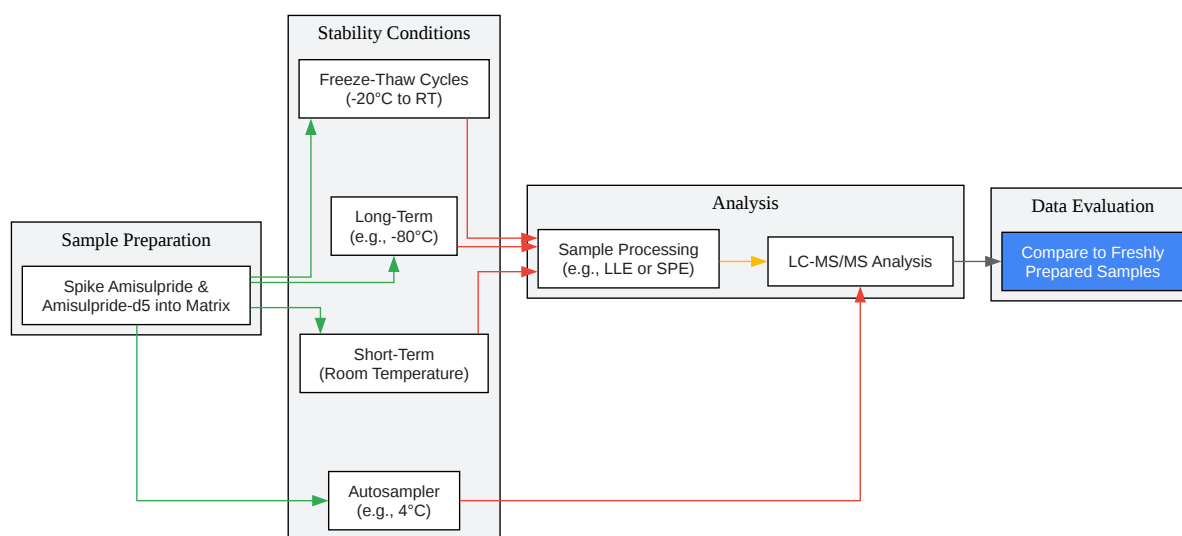 Stability Conditions
Freeze-Thaw Cycles
(-20°C to RT)
Long-Term
(e.g., -80°C)
Short-Term
(Room Temperature)
Autosampler
(e.g., 4°C)
Sample Preparation
Spike Amisulpride &
Amisulpride-d5 into Matrix
Analysis
Sample Processing
(e.g., LLE or SPE)
LC-MS/MS Analysis
Data Evaluation
Compare to Freshly
Prepared Samples